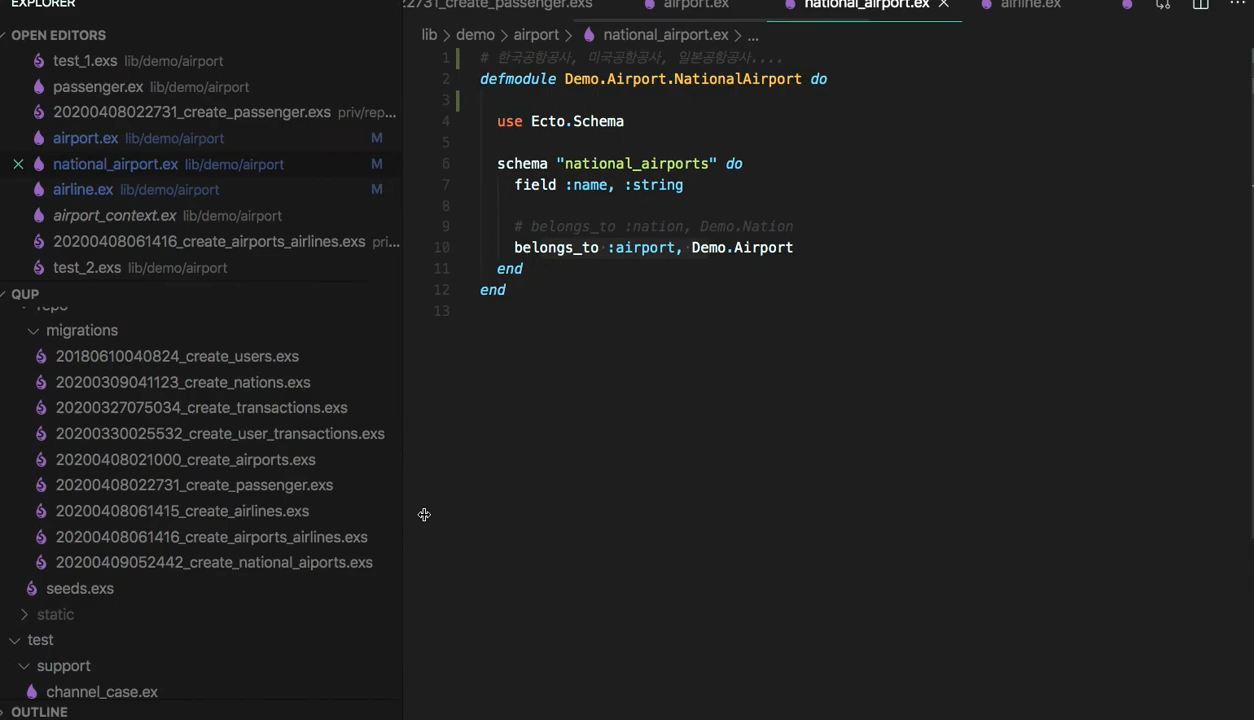 EXPLORER
OPEN EDITORS
test_1.exs lib/demo/airport
passenger.ex lib/demo/airport
20200408022731_create_passenger.exs priv/rep...
airport.ex lib/demo/airport M
national_airport.ex lib/demo/airport M
airline.ex lib/demo/airport M
airport_context.ex lib/demo/airport
20200408061416_create_airports_airlines.exs pri...
test_2.exs lib/demo/airport
QUP
repo
migrations
20180610040824_create_users.exs
20200309041123_create_nations.exs
20200327075034_create_transactions.exs
20200330025532_create_user_transactions.exs
20200408021000_create_airports.exs
20200408022731_create_passenger.exs
20200408061415_create_airlines.exs
20200408061416_create_airports_airlines.exs
20200409052442_create_national_aiports.exs
seeds.exs
static
test
support
channel_case.ex
OUTLINE
22731_create_passenger.exs airport.ex national_airport.ex airline.ex
lib > demo > airport > national_airport.ex > ...
1 # 한국공항공사, 미국공항공사, 일본공항공사....
2 defmodule Demo.Airport.NationalAirport do
3
4 use Ecto.Schema
5
6 schema "national_airports" do
7 field :name, :string
8
9 # belongs_to :nation, Demo.Nation
10 belongs_to :airport, Demo.Airport
11 end
12 end
13